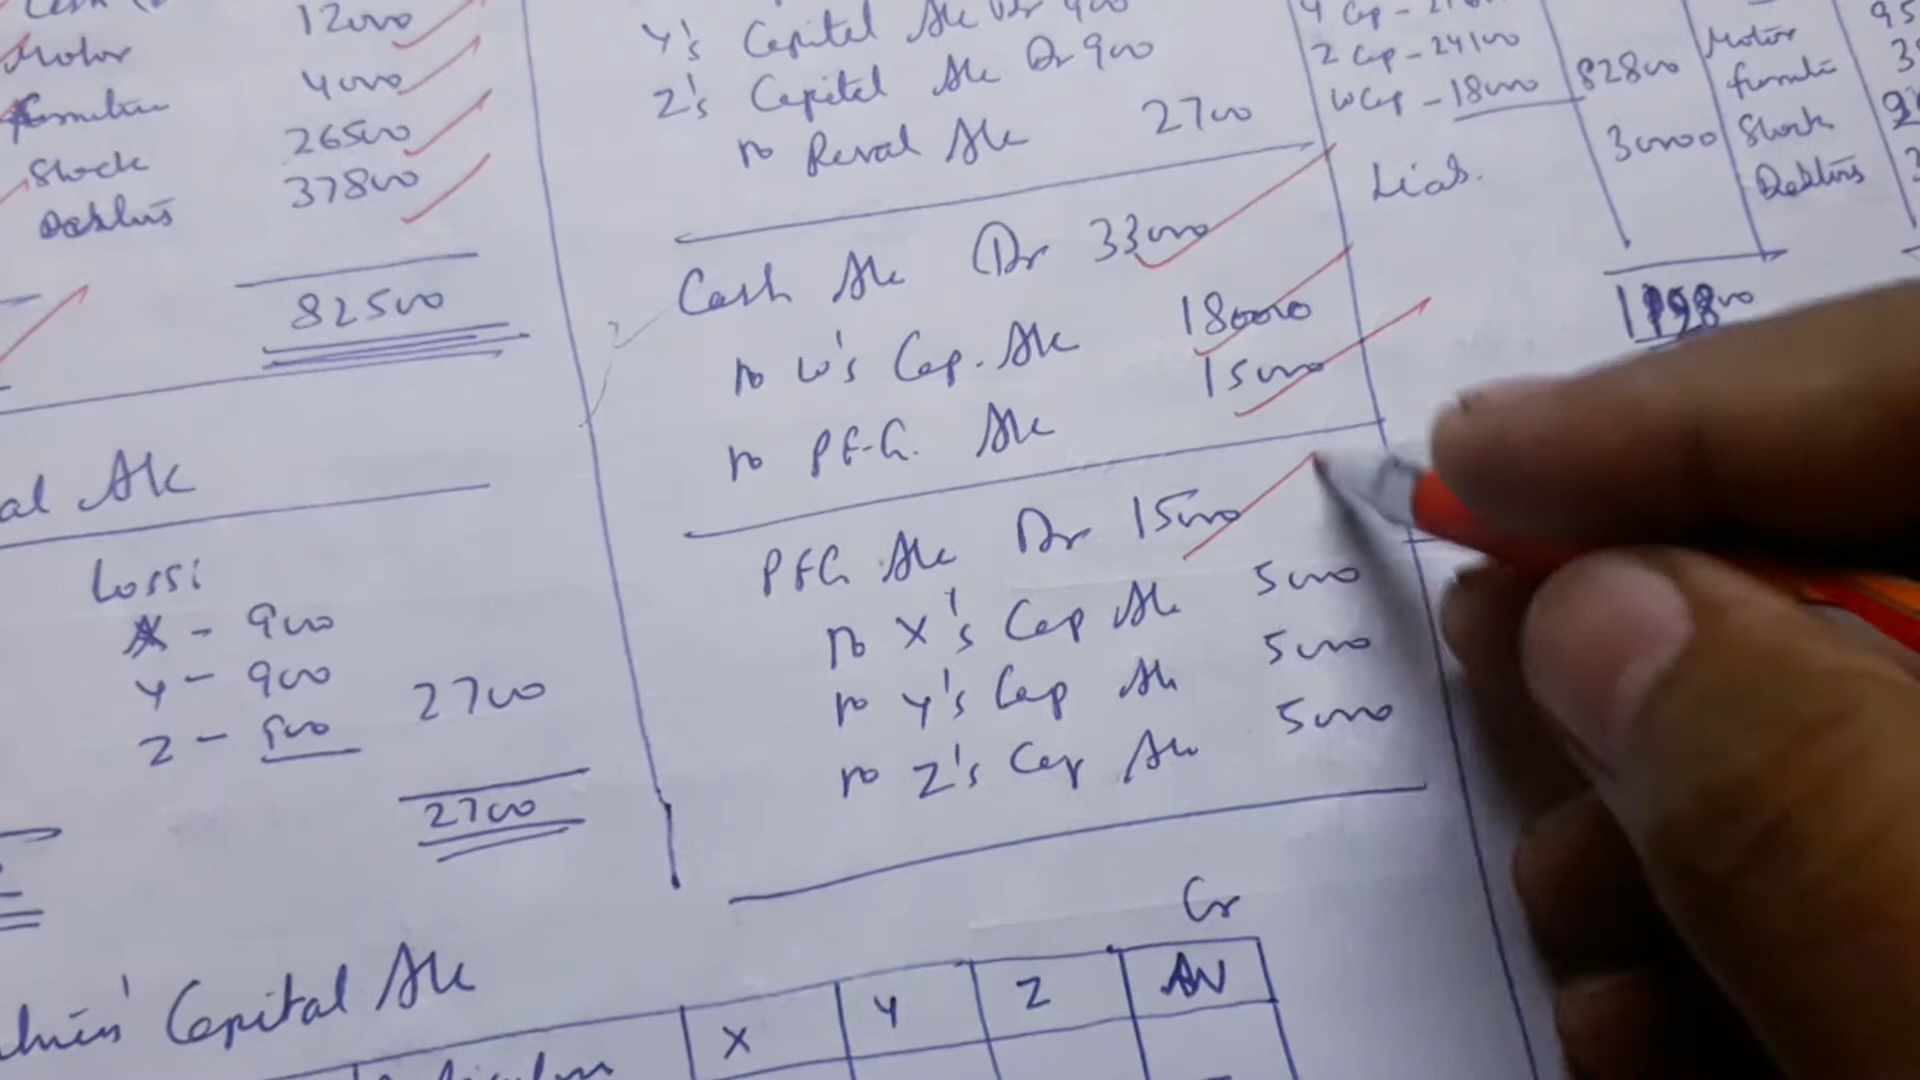 12000
Motor 4000
Furniture 26500
Stock 37800
Debtors
82500
al A/c
Loss:
X - 900
Y - 900
Z - 900 2700
2700
Y's Capital A/c Dr 900
Z's Capital A/c Dr 900
To Reval A/c 2700
Cash A/c Dr 33000
To W's Cap. A/c 18000
To P.F.G. A/c 15000
PFG A/c Dr 15000
To X's Cap A/c 5000
To Y's Cap A/c 5000
To Z's Cap A/c 5000
Z Cap - 24100
W Cap - 18000 82800
Liab. 30000
Motor
Furnitu
Stock
Debtors
Capital A/c
Cr
X Y Z W